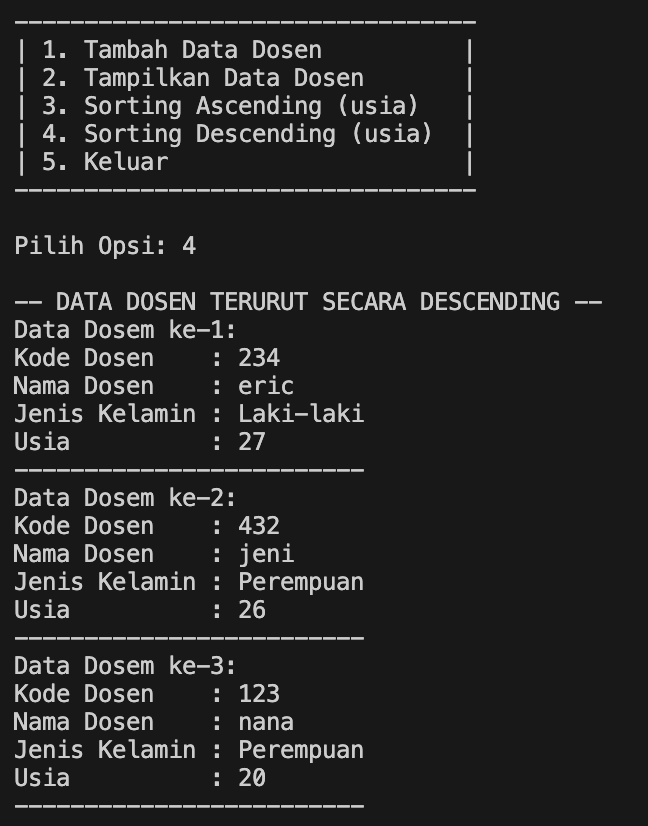 ---------------------------------
| 1. Tambah Data Dosen          |
| 2. Tampilkan Data Dosen       |
| 3. Sorting Ascending (usia)   |
| 4. Sorting Descending (usia)  |
| 5. Keluar                     |
---------------------------------
Pilih Opsi: 4
-- DATA DOSEN TERURUT SECARA DESCENDING --
Data Dosem ke-1:
Kode Dosen    : 234
Nama Dosen    : eric
Jenis Kelamin : Laki-laki
Usia          : 27
-------------------------
Data Dosem ke-2:
Kode Dosen    : 432
Nama Dosen    : jeni
Jenis Kelamin : Perempuan
Usia          : 26
-------------------------
Data Dosem ke-3:
Kode Dosen    : 123
Nama Dosen    : nana
Jenis Kelamin : Perempuan
Usia          : 20
-------------------------